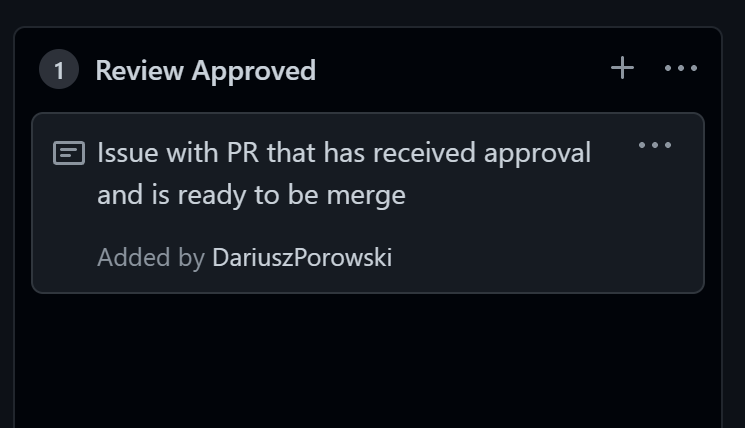 1 Review Approved
Issue with PR that has received approval
and is ready to be merge
Added by DariuszPorowski